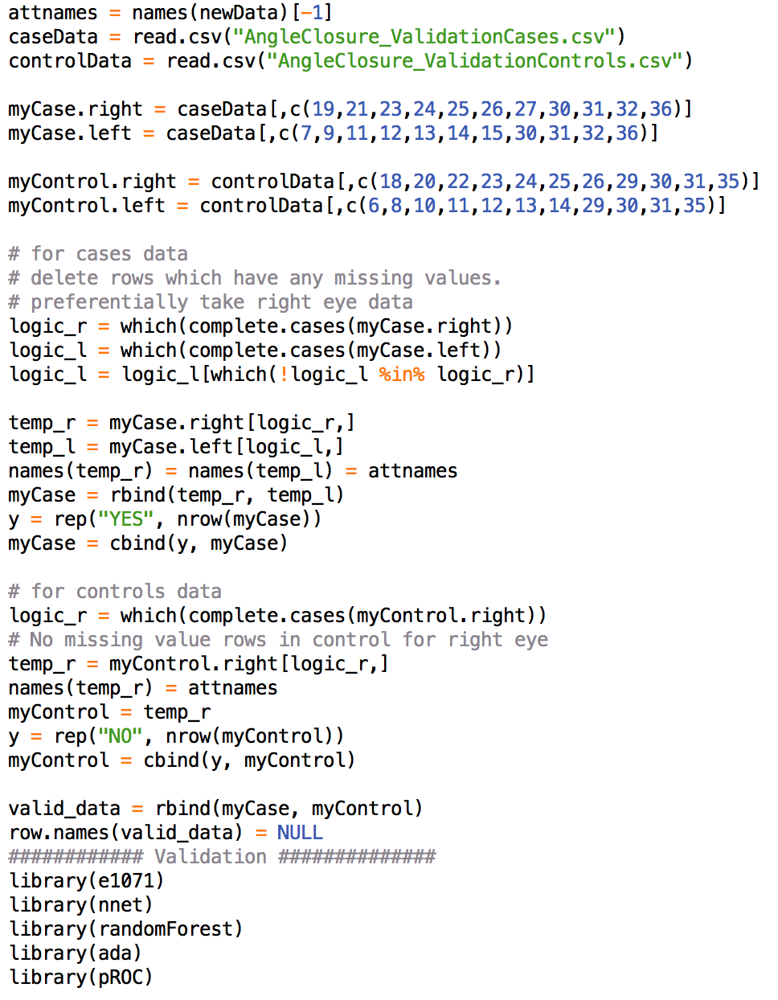 attnames = names(newData)[-1]
caseData = read.csv("AngleClosure_ValidationCases.csv")
controlData = read.csv("AngleClosure_ValidationControls.csv")

myCase.right = caseData[,c(19,21,23,24,25,26,27,30,31,32,36)]
myCase.left = caseData[,c(7,9,11,12,13,14,15,30,31,32,36)]

myControl.right = controlData[,c(18,20,22,23,24,25,26,29,30,31,35)]
myControl.left = controlData[,c(6,8,10,11,12,13,14,29,30,31,35)]

# for cases data
# delete rows which have any missing values.
# preferentially take right eye data
logic_r = which(complete.cases(myCase.right))
logic_l = which(complete.cases(myCase.left))
logic_l = logic_l[which(!logic_l %in% logic_r)]

temp_r = myCase.right[logic_r,]
temp_l = myCase.left[logic_l,]
names(temp_r) = names(temp_l) = attnames
myCase = rbind(temp_r, temp_l)
y = rep("YES", nrow(myCase))
myCase = cbind(y, myCase)

# for controls data
logic_r = which(complete.cases(myControl.right))
# No missing value rows in control for right eye
temp_r = myControl.right[logic_r,]
names(temp_r) = attnames
myControl = temp_r
y = rep("NO", nrow(myControl))
myControl = cbind(y, myControl)

valid_data = rbind(myCase, myControl)
row.names(valid_data) = NULL
############ Validation ##############
library(e1071)
library(nnet)
library(randomForest)
library(ada)
library(pROC)